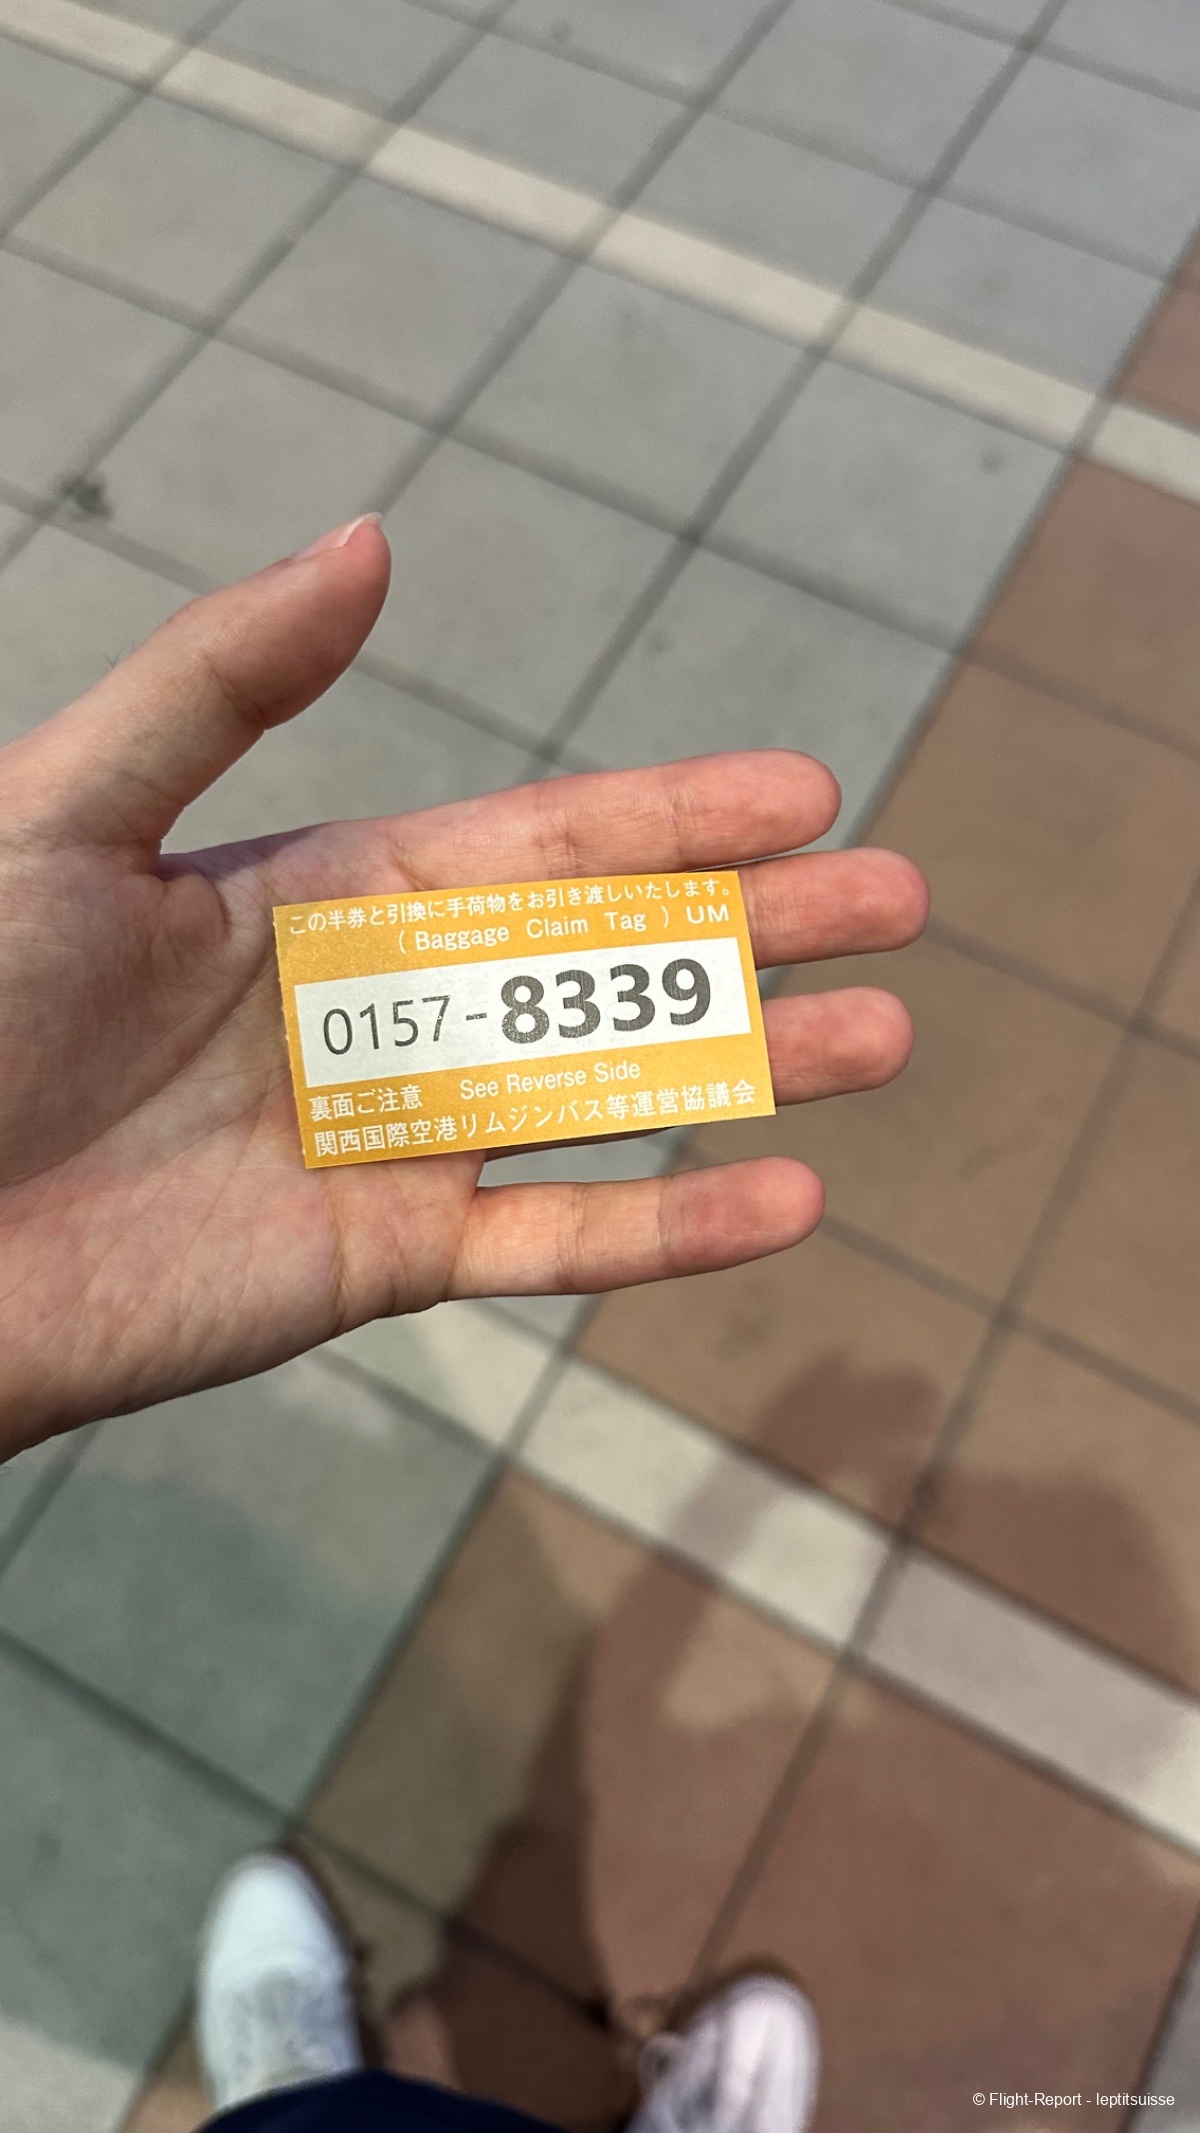 この半券と引換に手荷物をお引き渡しいたします。
( Baggage Claim Tag ) UM
0157-8339
裏面ご注意 See Reverse Side
関西国際空港リムジンバス等運営協議会
© Flight-Report - leptitsuisse